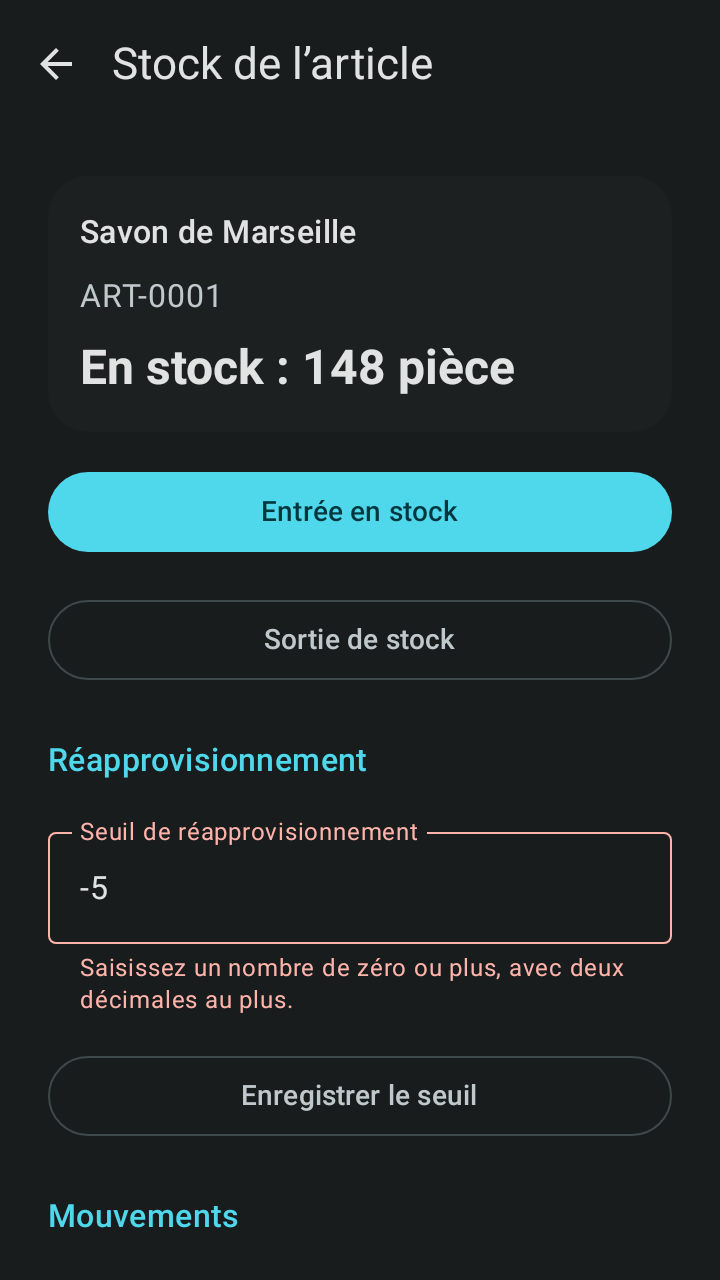 Stock de l’article
Savon de Marseille
ART-0001
En stock : 148 pièce
Entrée en stock
Sortie de stock
Réapprovisionnement
Seuil de réapprovisionnement
-5
Saisissez un nombre de zéro ou plus, avec deux
décimales au plus.
Enregistrer le seuil
Mouvements